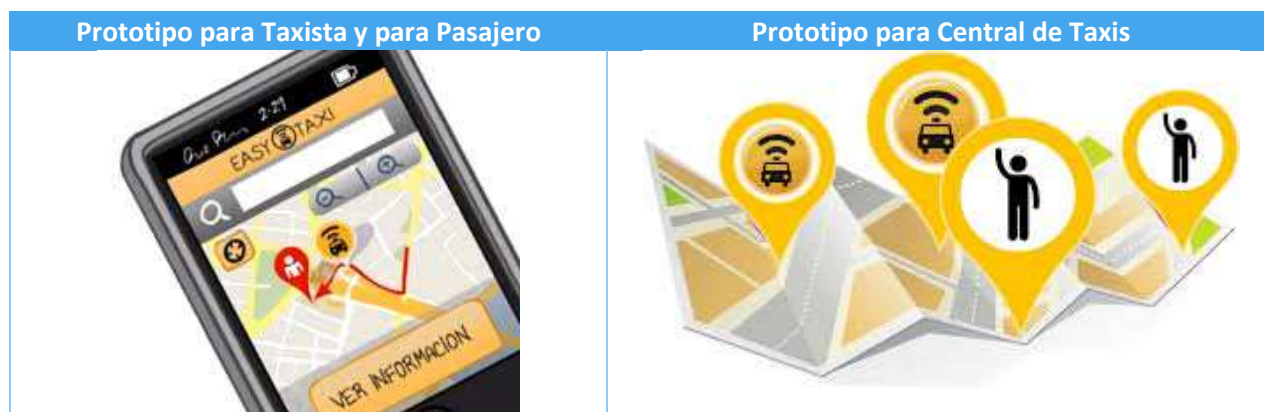 Prototipo para Taxista y para Pasajero
Prototipo para Central de Taxis
2:29
EASY TAXI
VER INFORMACION